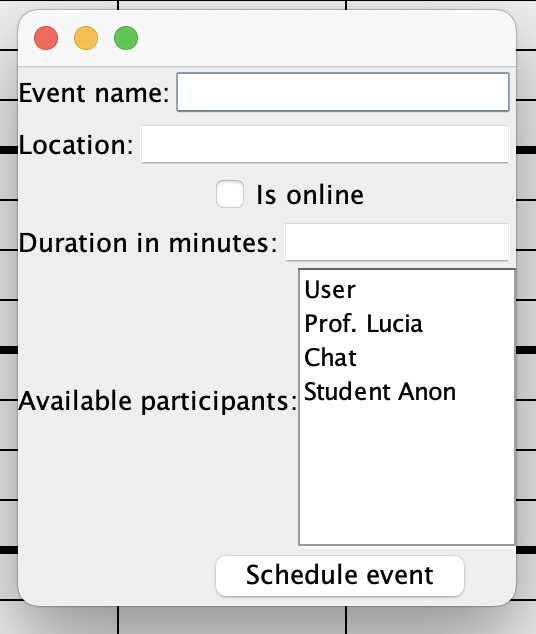 Event name:
Location:
Is online
Duration in minutes:
Available participants:
User
Prof. Lucia
Chat
Student Anon
Schedule event